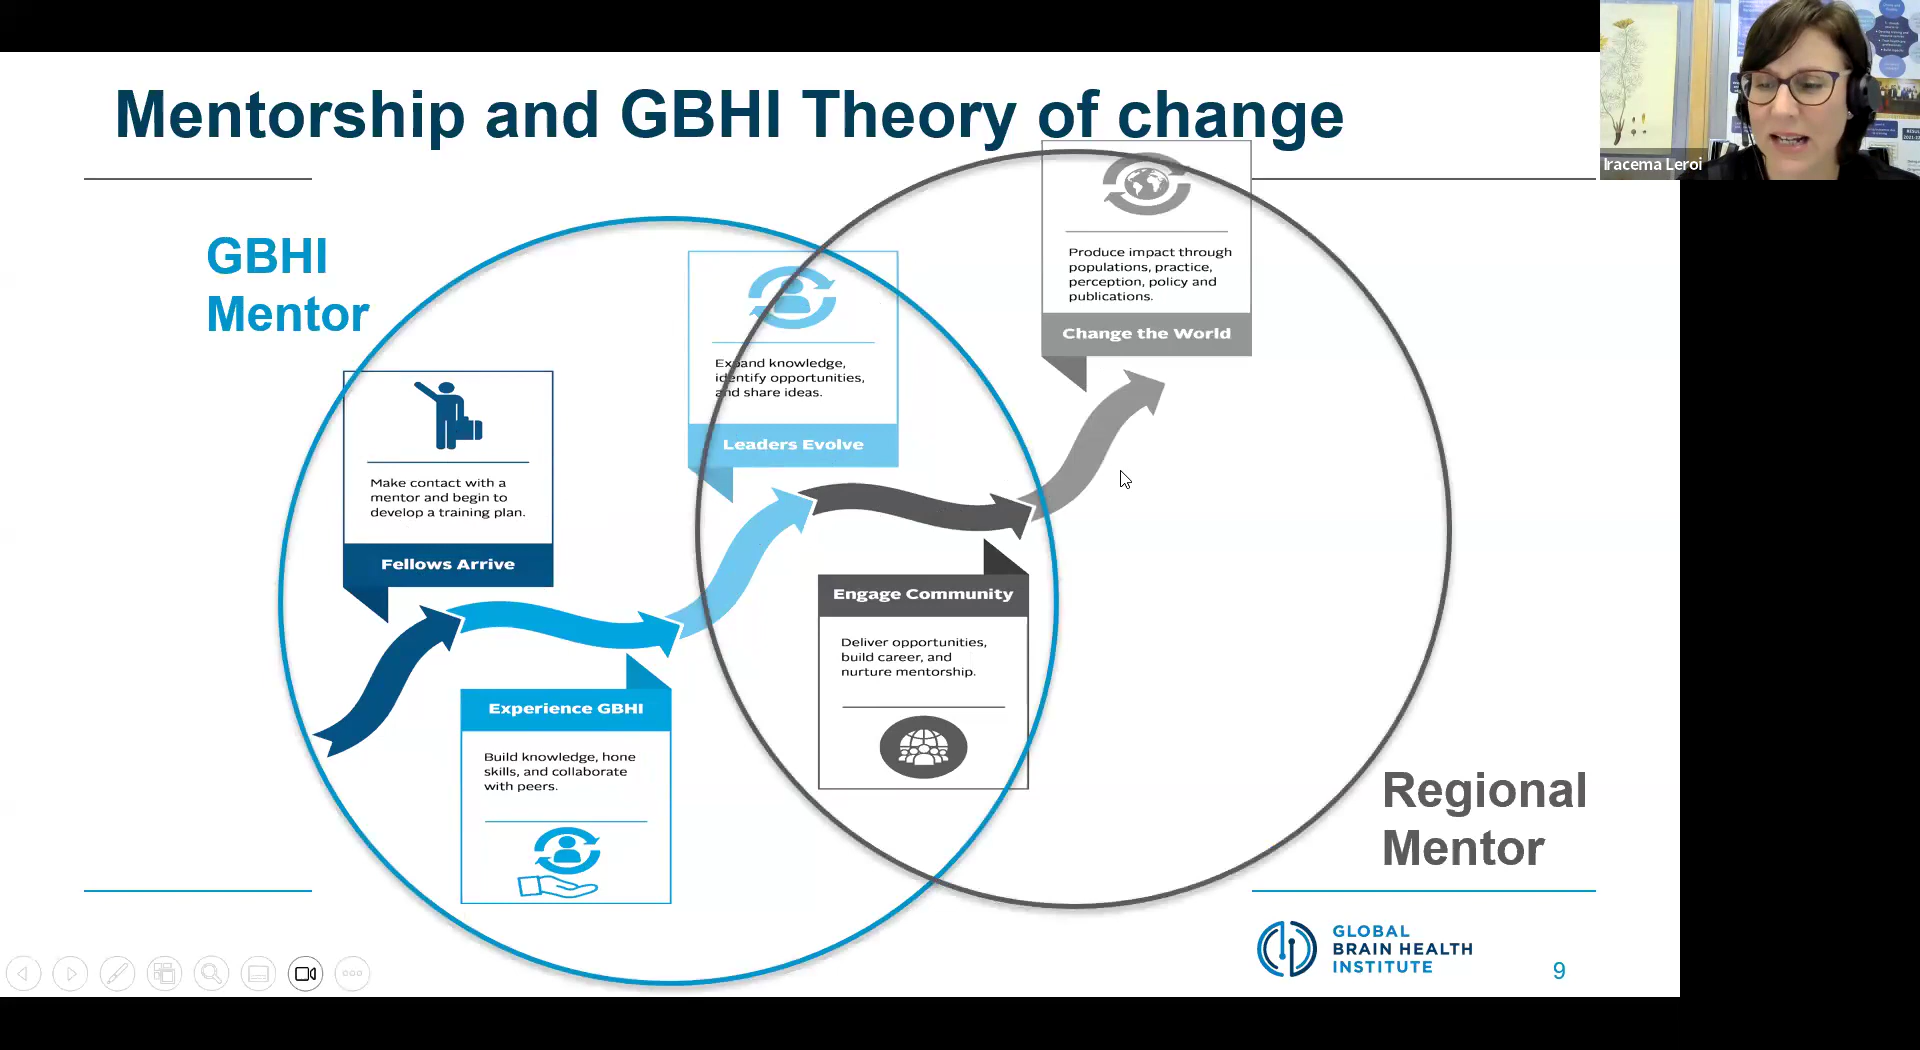 Mentorship and GBHI Theory of change
Iracema Leroi
GBHI
Mentor
Make contact with a
mentor and begin to
develop a training plan.
Fellows Arrive
Experience GBHI
Build knowledge, hone
skills, and collaborate
with peers.
Expand knowledge,
identify opportunities,
and share ideas.
Leaders Evolve
Engage Community
Deliver opportunities,
build career, and
nurture mentorship.
Produce impact through
populations, practice,
perception, policy and
publications.
Change the World
Regional
Mentor
GLOBAL
BRAIN HEALTH
INSTITUTE
9